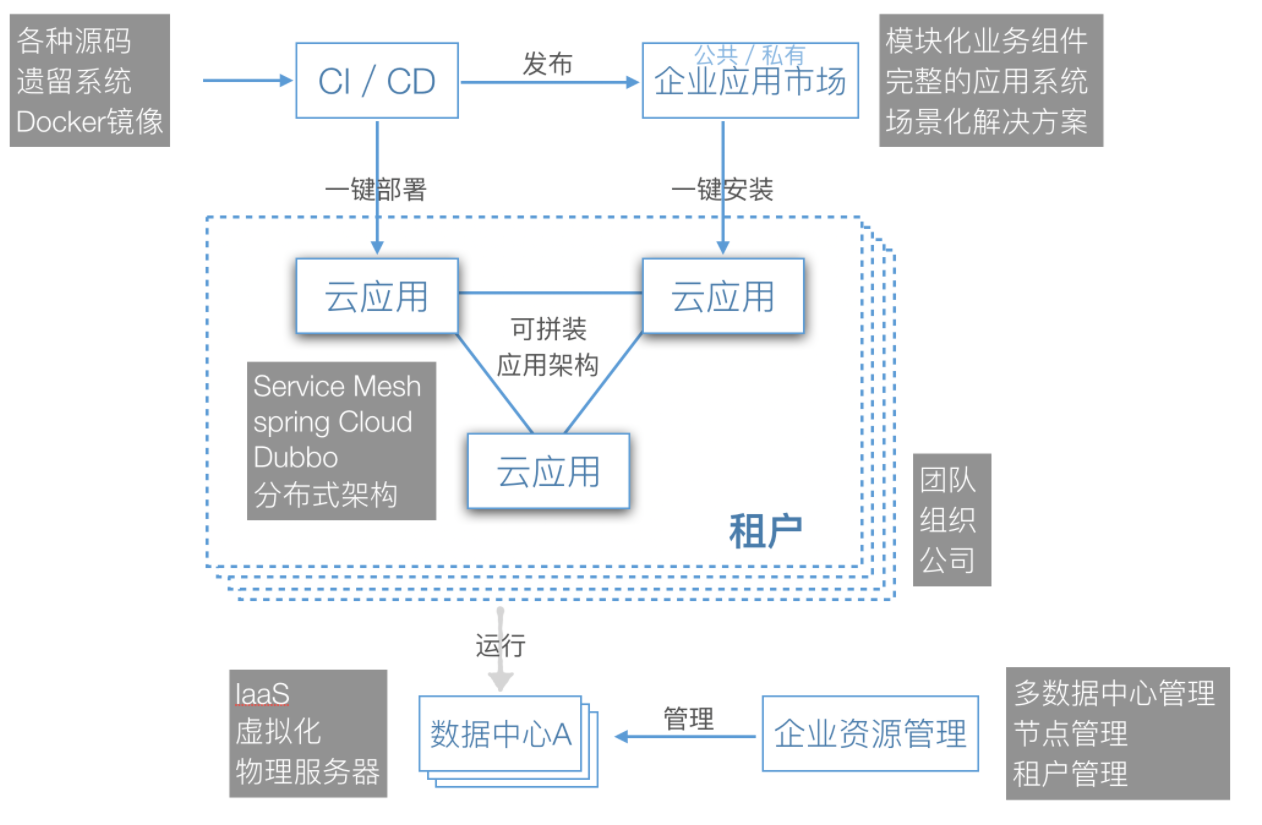 各种源码
遗留系统
Docker镜像
CI / CD
发布
公共 / 私有
企业应用市场
模块化业务组件
完整的应用系统
场景化解决方案
一键部署
一键安装
云应用
云应用
可拼装
应用架构
Service Mesh
spring Cloud
Dubbo
分布式架构
云应用
租户
团队
组织
公司
运行
IaaS
虚拟化
物理服务器
数据中心A
管理
企业资源管理
多数据中心管理
节点管理
租户管理